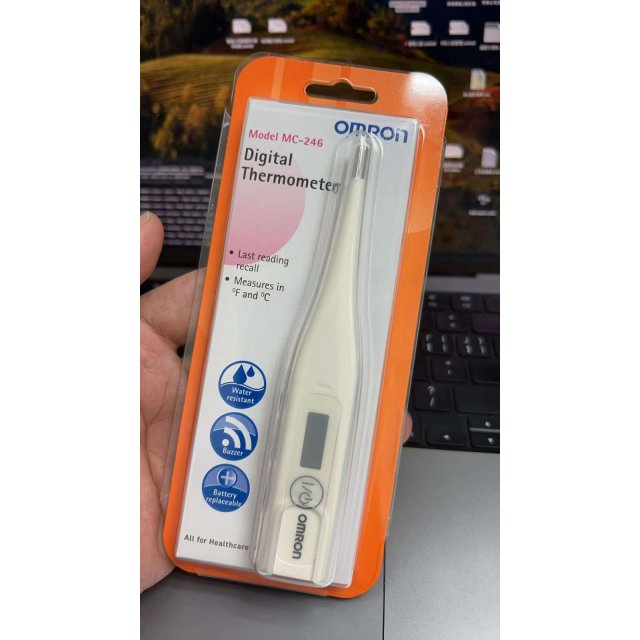 OMRON
Model MC-246
Digital
Thermometer
• Last reading
recall
• Measures in
°F and °C
Water
resistant
Buzzer
Battery
replaceable
OMRON
All for Healthcare